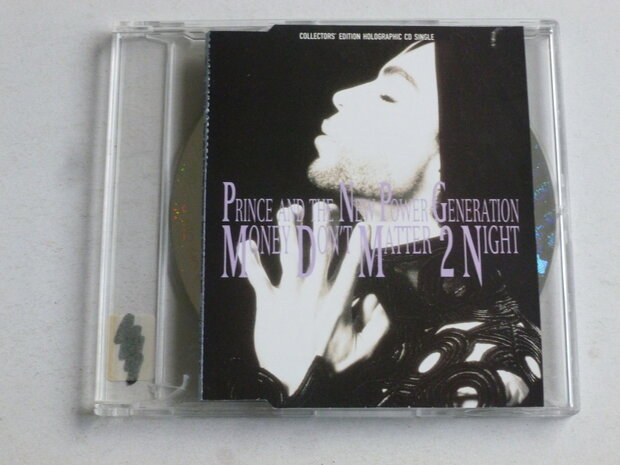 COLLECTORS' EDITION HOLOGRAPHIC CD SINGLE
PRINCE AND THE NEW POWER GENERATION
MONEY DON'T MATTER 2 NIGHT